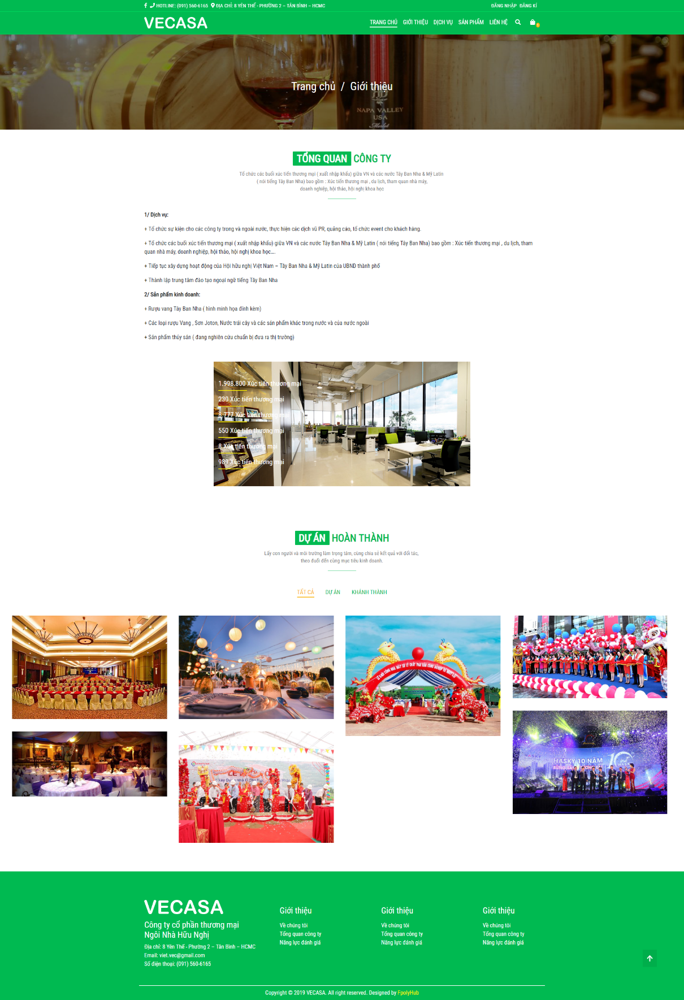 HOTLINE: (091) 560-6165 ĐỊA CHỈ: 8 YÊN THẾ - PHƯỜNG 2 – TÂN BÌNH – HCMC
ĐĂNG NHẬP ĐĂNG KÍ
VECASA
TRANG CHỦ GIỚI THIỆU DỊCH VỤ SẢN PHẨM LIÊN HỆ
Trang chủ / Giới thiệu
NAPA VALLEY
USA
Merlot
TỔNG QUAN CÔNG TY
Tổ chức các buổi xúc tiến thương mại ( xuất nhập khẩu) giữa VN và các nước Tây Ban Nha & Mỹ Latin
( nói tiếng Tây Ban Nha) bao gồm : Xúc tiến thương mại , du lịch, tham quan nhà máy,
doanh nghiệp, hội thảo, hội nghị khoa học
1/ Dịch vụ:
+ Tổ chức sự kiện cho các công ty trong và ngoài nước, thực hiện các dịch vũ PR, quảng cáo, tổ chức event cho khách hàng.
+ Tổ chức các buổi xúc tiến thương mại ( xuất nhập khẩu) giữa VN và các nước Tây Ban Nha & Mỹ Latin ( nói tiếng Tây Ban Nha) bao gồm : Xúc tiến thương mại , du lịch, tham
quan nhà máy, doanh nghiệp, hội thảo, hội nghị khoa học….
+ Tiếp tục xây dựng hoạt động của Hội hữu nghị Việt Nam – Tây Ban Nha & Mỹ Latin của UBND thành phố
+ Thành lập trung tâm đào tạo ngoại ngữ tiếng Tây Ban Nha
2/ Sản phẩm kinh doanh:
+ Rượu vang Tây Ban Nha ( hình minh họa đính kèm)
+ Các loại rượu Vang , Sơn Joton, Nước trái cây và các sản phẩm khác trong nước và của nước ngoài
+ Sản phẩm thủy sản ( đang nghiên cứu chuẩn bị đưa ra thị trường)
1.998.800 Xúc tiến thương mại
230 Xúc tiến thương mại
8.777 Xúc tiến thương mại
550 Xúc tiến thương mại
8 Xúc tiến thương mại
989 Xúc tiến thương mại
DỰ ÁN HOÀN THÀNH
Lấy con người và môi trường làm trọng tâm, cùng chia sẻ kết quả với đối tác,
theo đuổi đến cùng mục tiêu kinh doanh.
TẤT CẢ DỰ ÁN KHÁNH THÀNH
HASKY 10 NĂM
VECASA
Công ty cổ phần thương mại
Ngôi Nhà Hữu Nghị
Địa chỉ: 8 Yên Thế - Phường 2 – Tân Bình – HCMC
Email: viet.vec@gmail.com
Số điện thoại: (091) 560-6165
Giới thiệu
Về chúng tôi
Tổng quan công ty
Năng lực đánh giá
Giới thiệu
Về chúng tôi
Tổng quan công ty
Năng lực đánh giá
Giới thiệu
Về chúng tôi
Tổng quan công ty
Năng lực đánh giá
Copyright © 2019 VECASA. All right reserved. Designed by FpolyHub